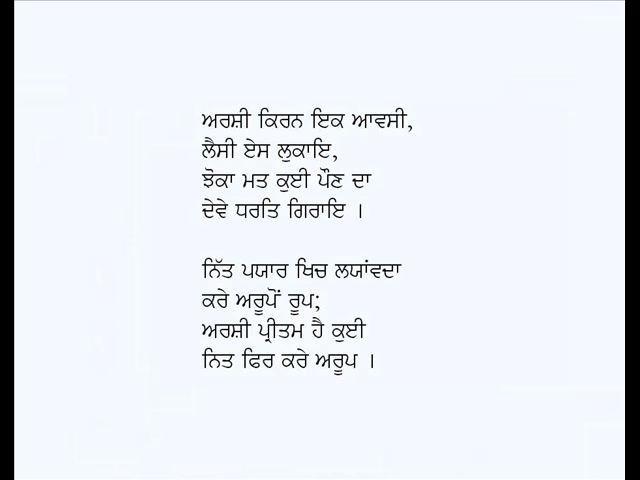 ਅਰਸ਼ੀ ਕਿਰਨ ਇਕ ਆਵਸੀ,
ਲੈਸੀ ਏਸ ਲੁਕਾਇ,
ਝੋਕਾ ਮਤ ਕੁਈ ਪੌਣ ਦਾ
ਦੇਵੇ ਧਰਤਿ ਗਿਰਾਇ ।
ਨਿੱਤ ਪਯਾਰ ਖਿਚ ਲਯਾਂਵਦਾ
ਕਰੇ ਅਰੂਪੋਂ ਰੂਪ;
ਅਰਸ਼ੀ ਪ੍ਰੀਤਮ ਹੈ ਕੁਈ
ਨਿਤ ਫਿਰ ਕਰੇ ਅਰੂਪ ।